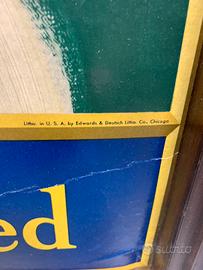 Litho. in U. S. A. by Edwards & Deutsch Litho. Co., Chicago
ed
subito